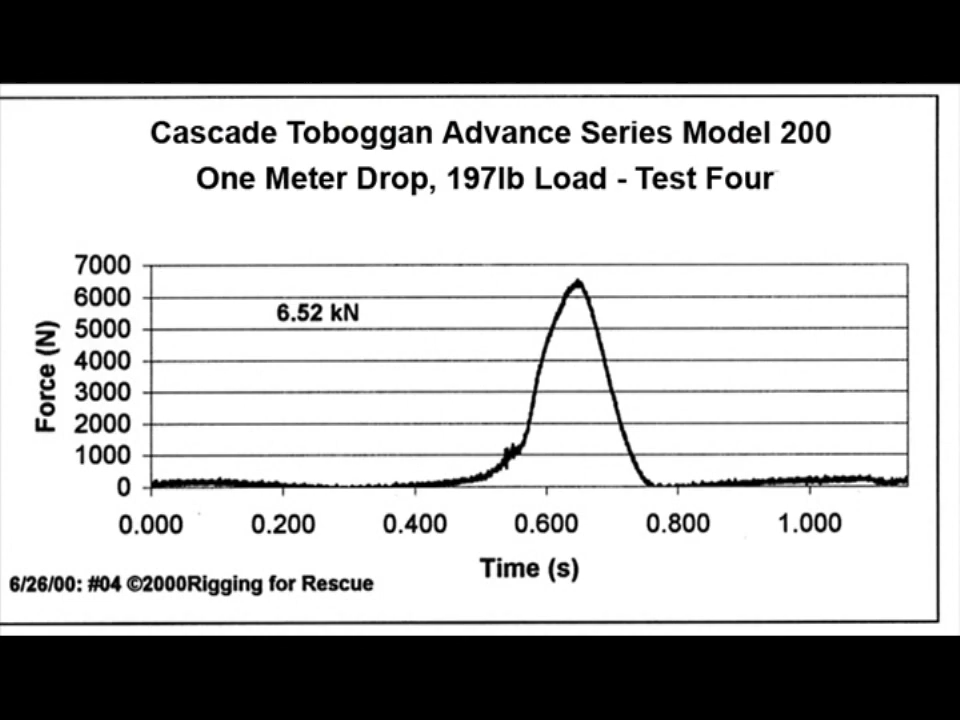 Cascade Toboggan Advance Series Model 200
One Meter Drop, 197lb Load - Test Four
7000
6000
5000
4000
3000
2000
1000
0
Force (N)
6.52 kN
0.000 0.200 0.400 0.600 0.800 1.000
Time (s)
6/26/00: #04 ©2000Rigging for Rescue